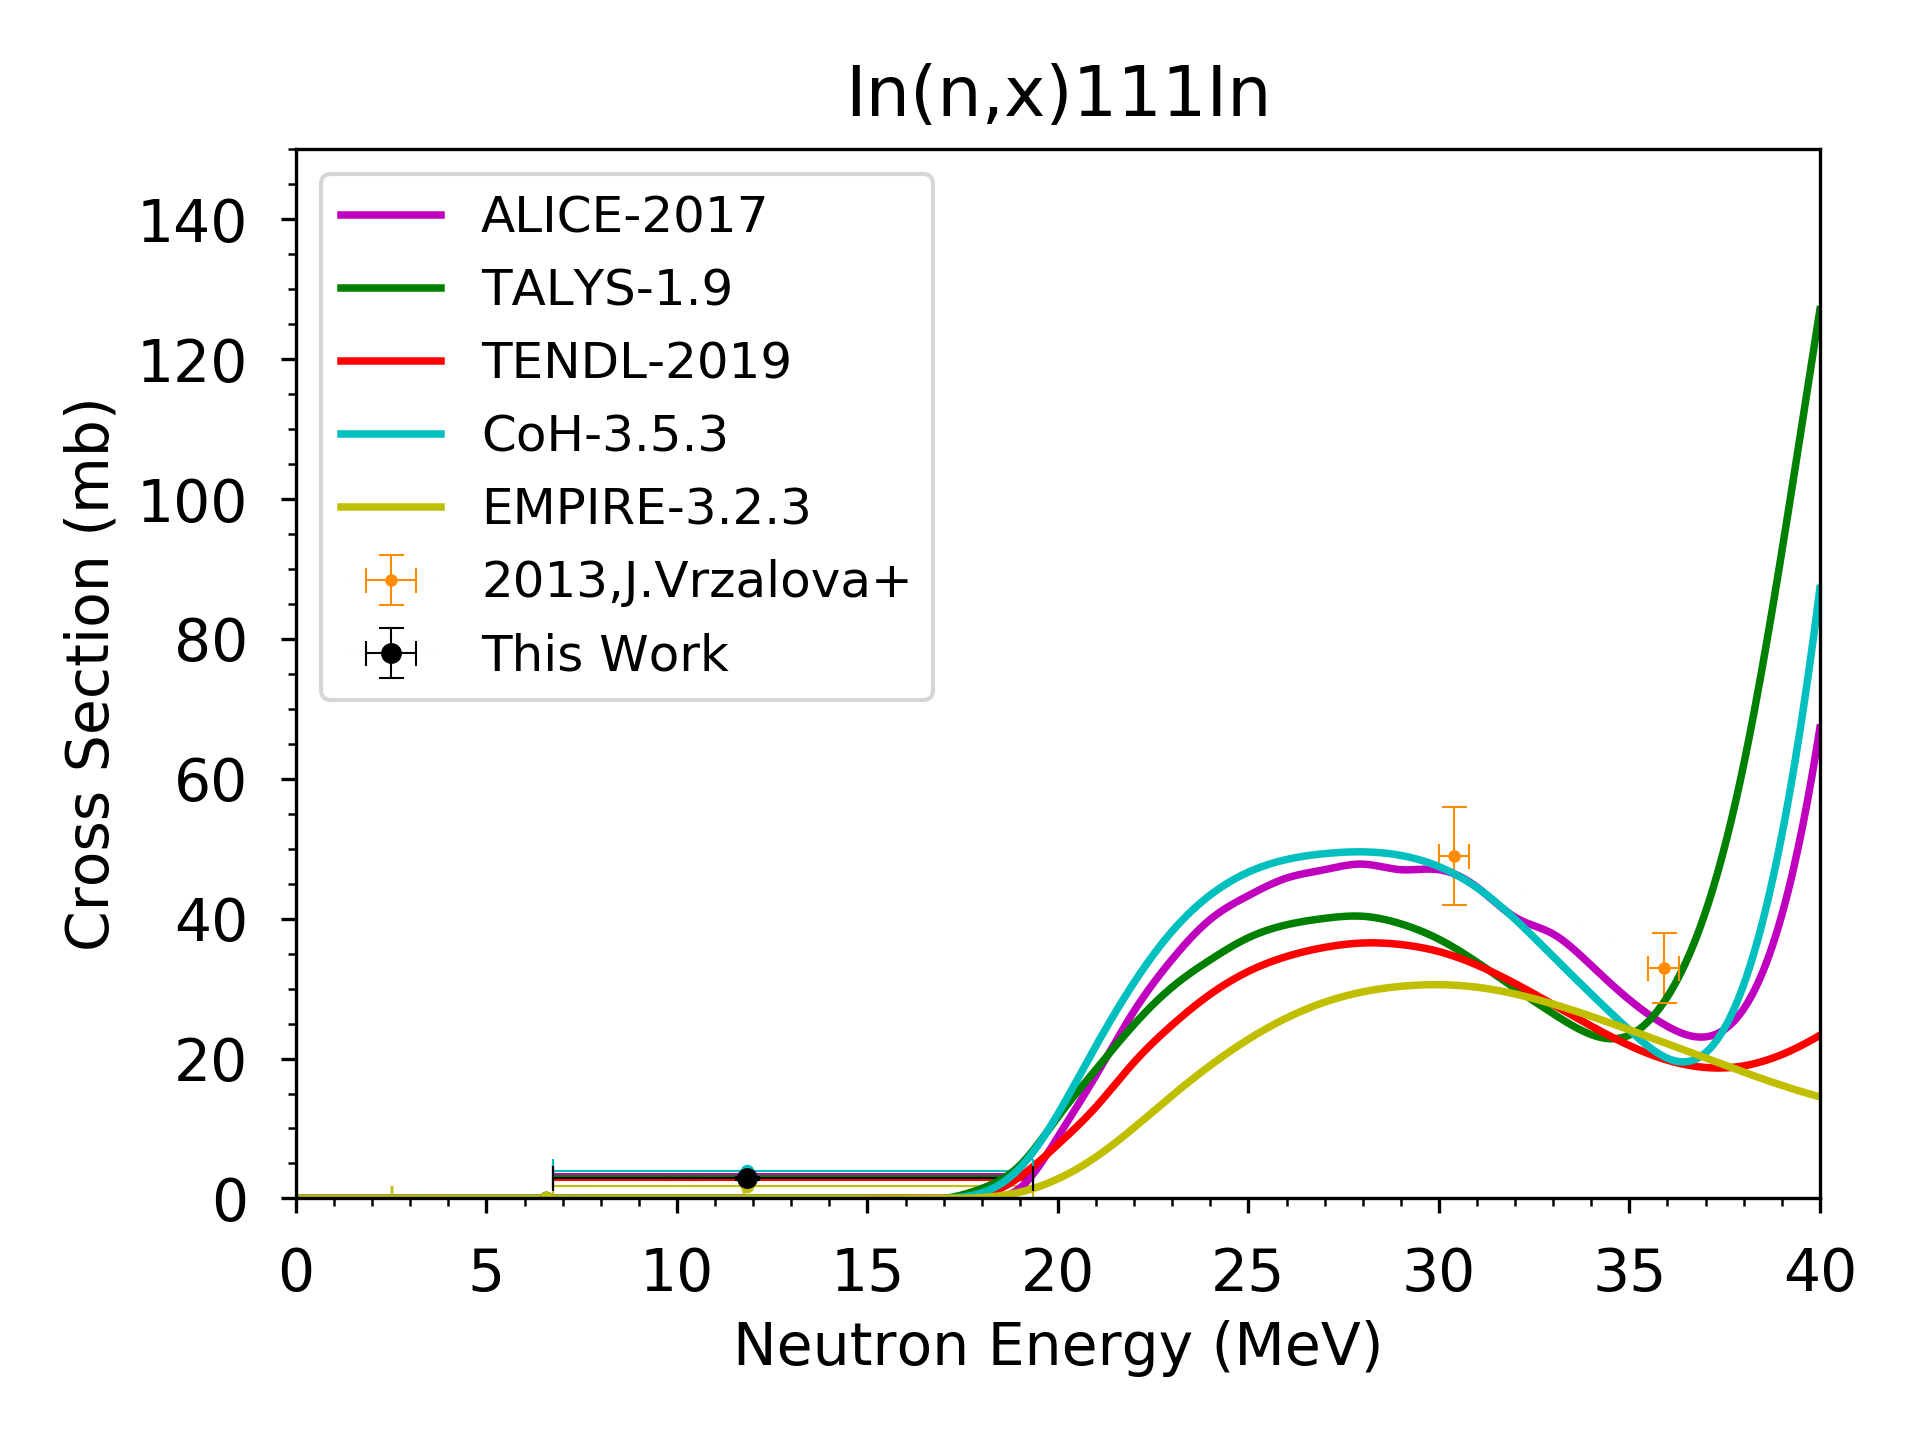 In(n,x)111In
ALICE-2017
TALYS-1.9
TENDL-2019
CoH-3.5.3
EMPIRE-3.2.3
2013,J.Vrzalova+
This Work
Cross Section (mb)
140
120
100
80
60
40
20
0
0 5 10 15 20 25 30 35 40
Neutron Energy (MeV)